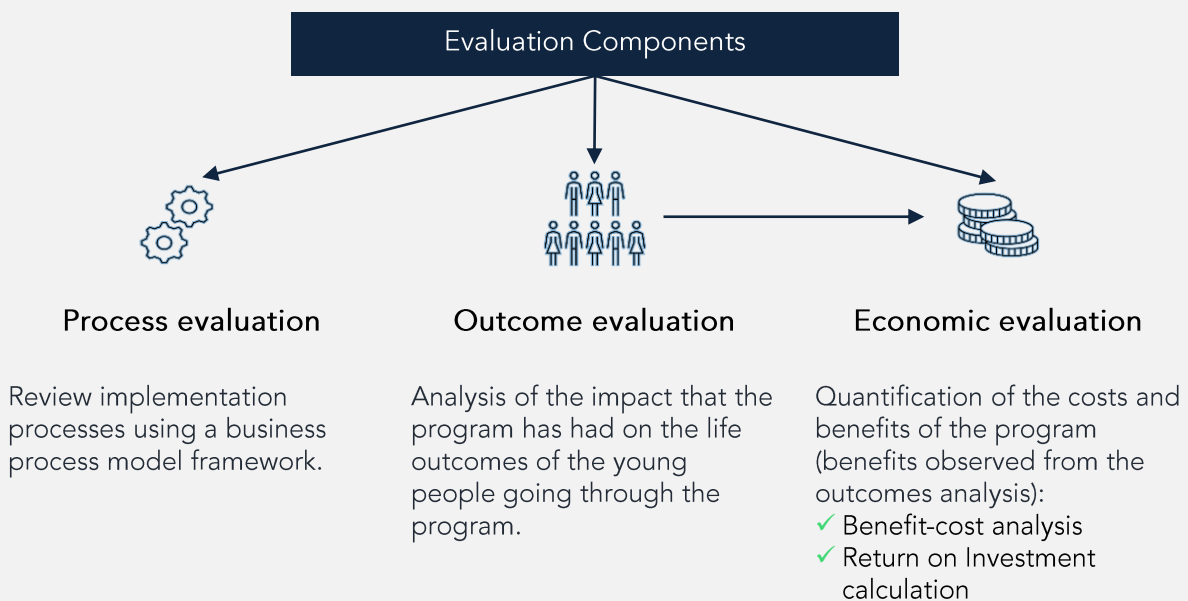 Evaluation Components
Process evaluation
Review implementation
processes using a business
process model framework.
Outcome evaluation
Analysis of the impact that the
program has had on the life
outcomes of the young
people going through the
program.
Economic evaluation
Quantification of the costs and
benefits of the program
(benefits observed from the
outcomes analysis):
✓ Benefit-cost analysis
✓ Return on Investment
calculation